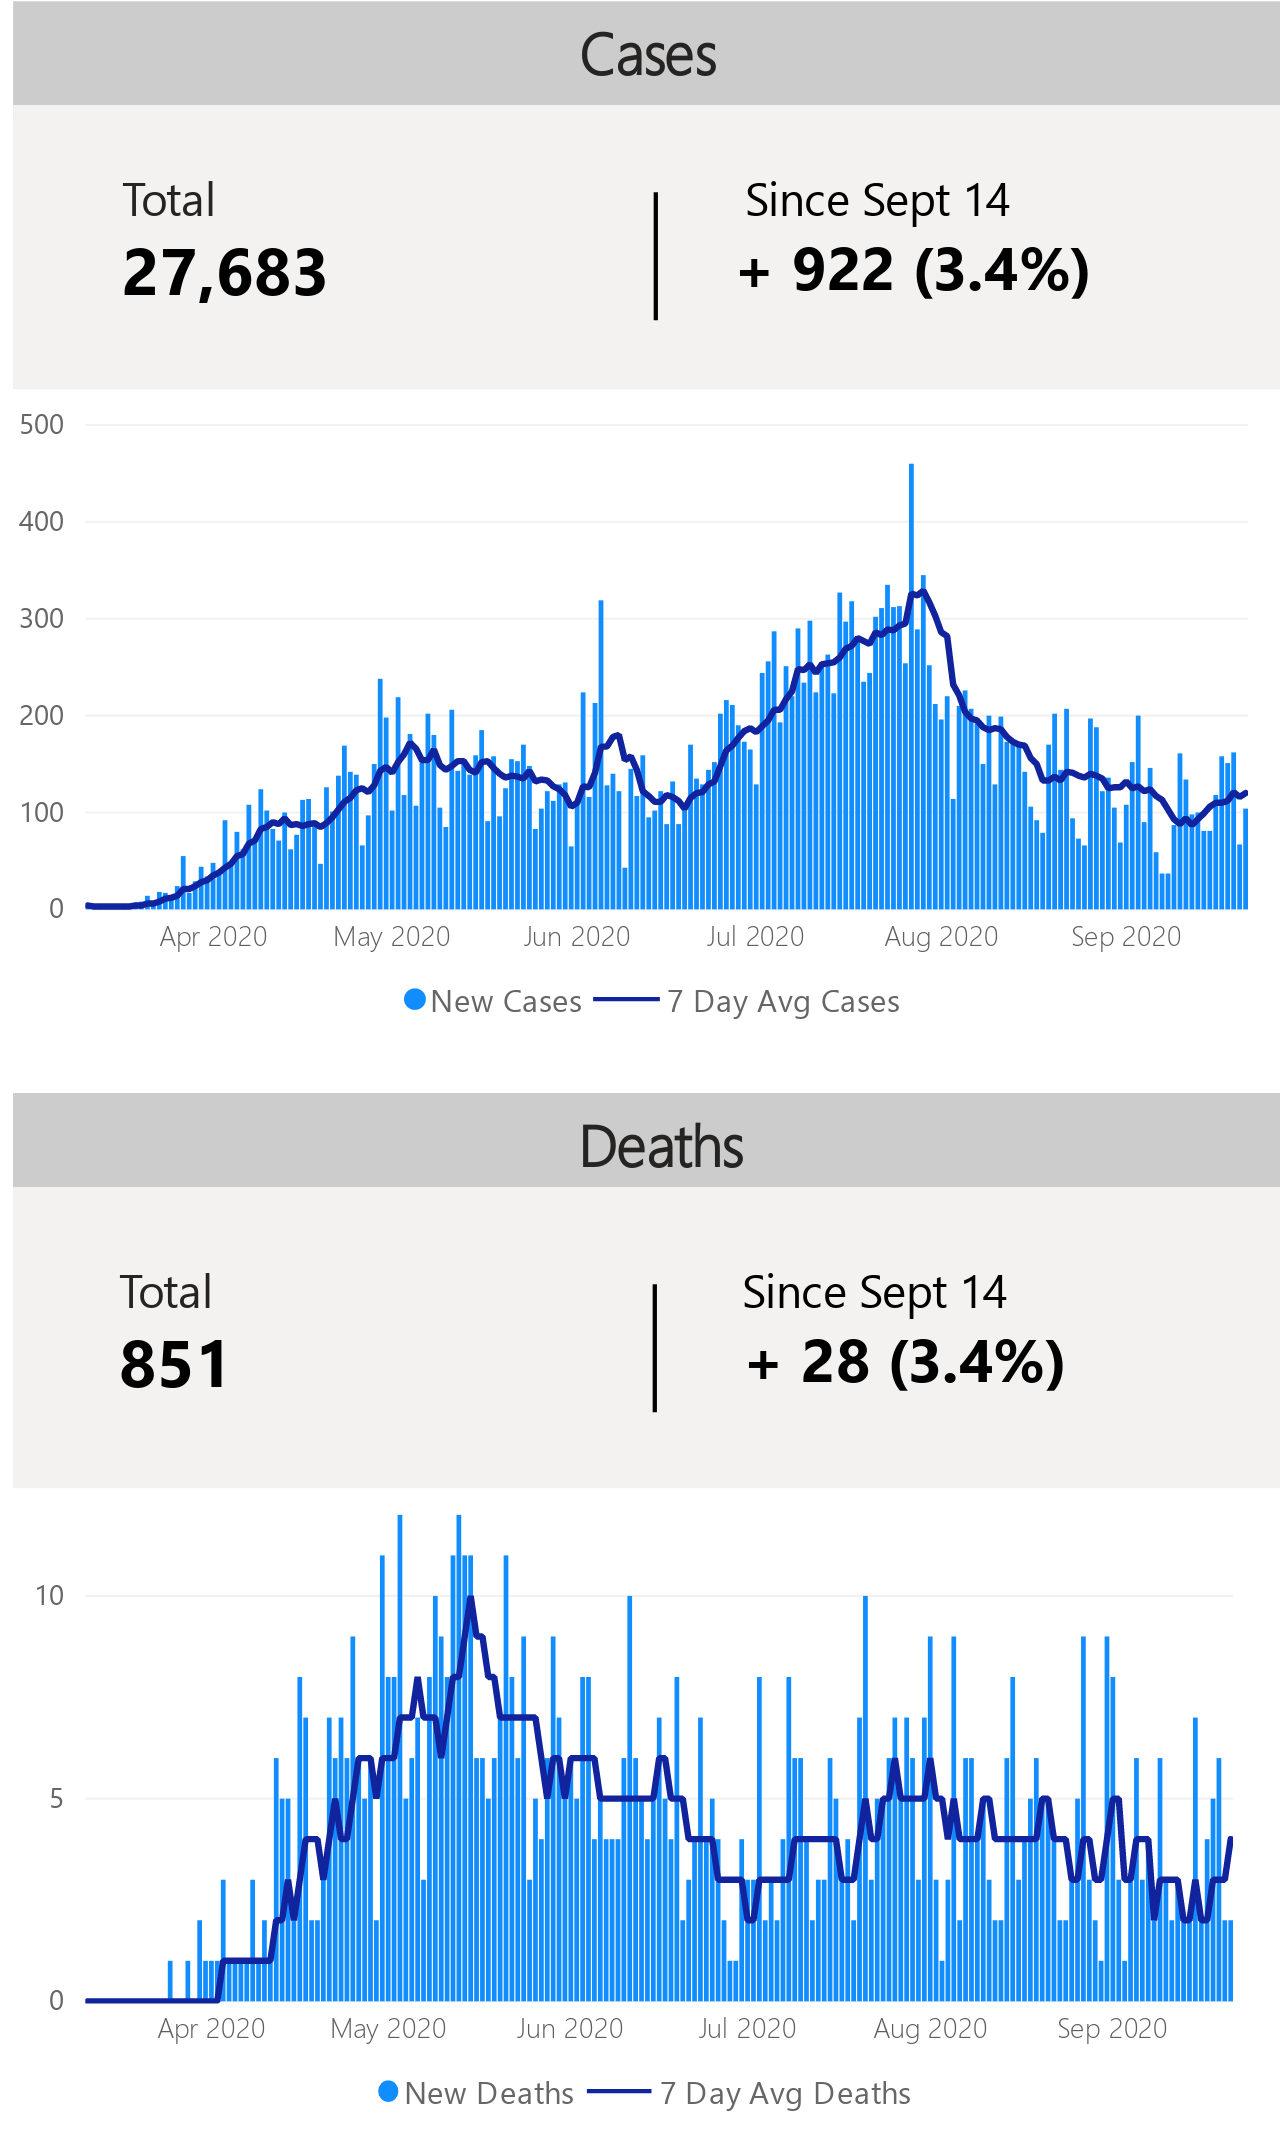 Cases
Total
Since Sept 14
27,683
+ 922 (3.4%)
500
400
300
200
100
0
Apr 2020 May 2020 Jun 2020 Jul 2020 Aug 2020 Sep 2020
New Cases 7 Day Avg Cases
Deaths
Total
Since Sept 14
851
+ 28 (3.4%)
10
5
0
Apr 2020 May 2020 Jun 2020 Jul 2020 Aug 2020 Sep 2020
New Deaths 7 Day Avg Deaths